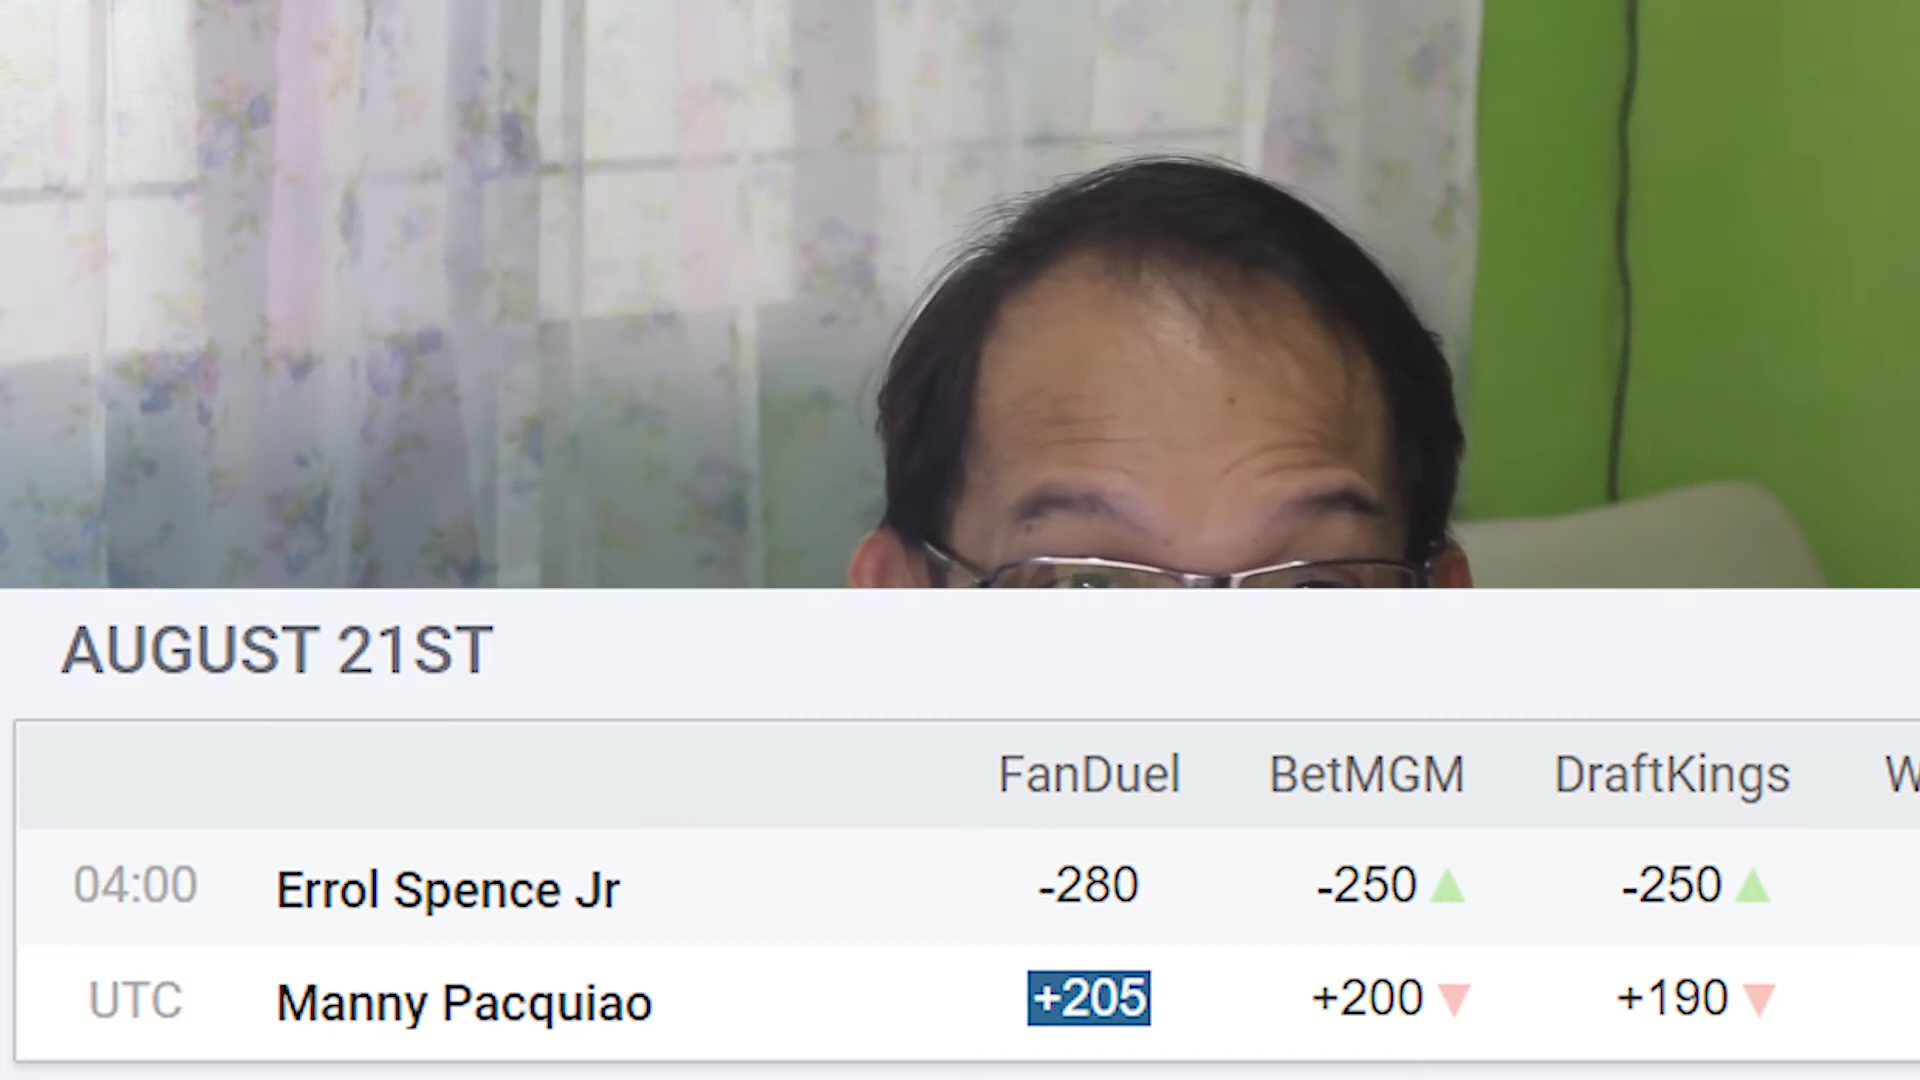 AUGUST 21ST
FanDuel BetMGM DraftKings W
04:00 Errol Spence Jr -280 -250 -250
UTC Manny Pacquiao +205 +200 +190